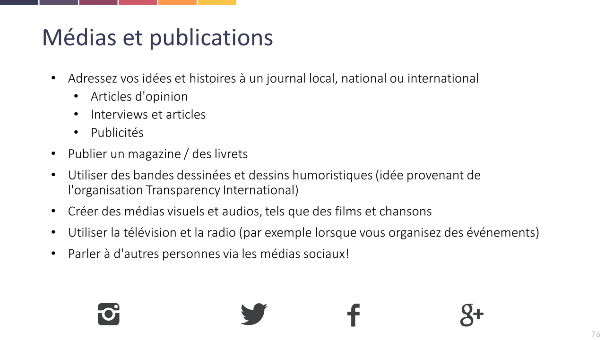 Médias et publications
• Adressez vos idées et histoires à un journal local, national ou international
• Articles d'opinion
• Interviews et articles
• Publicités
• Publier un magazine / des livrets
• Utiliser des bandes dessinées et dessins humoristiques (idée provenant de
l'organisation Transparency International)
• Créer des médias visuels et audios, tels que des films et chansons
• Utiliser la télévision et la radio (par exemple lorsque vous organisez des événements)
• Parler à d'autres personnes via les médias sociaux!
f g+
76